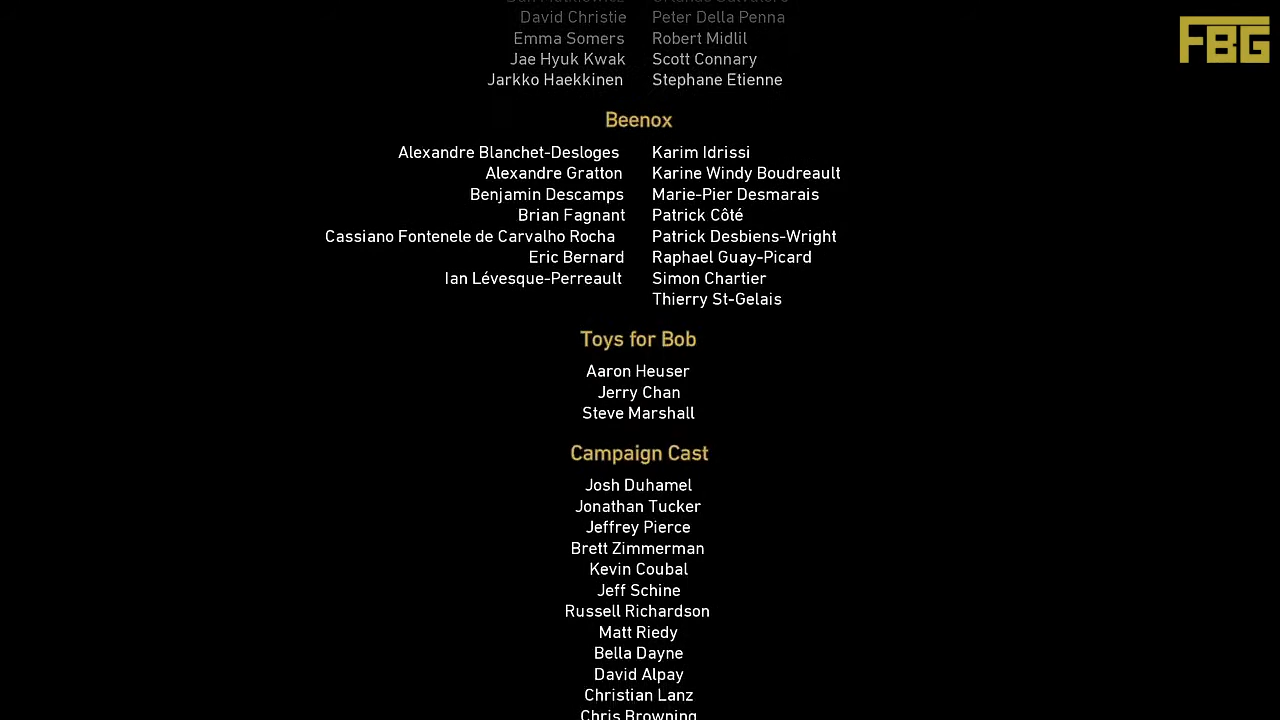 David Christie Peter Della Penna
Emma Somers Robert Midlil
Jae Hyuk Kwak Scott Connary
Jarkko Haekkinen Stephane Etienne
FBG
Beenox
Alexandre Blanchet-Desloges Karim Idrissi
Alexandre Gratton Karine Windy Boudreault
Benjamin Descamps Marie-Pier Desmarais
Brian Fagnant Patrick Côté
Cassiano Fontenele de Carvalho Rocha Patrick Desbiens-Wright
Eric Bernard Raphael Guay-Picard
Ian Lévesque-Perreault Simon Chartier
Thierry St-Gelais
Toys for Bob
Aaron Heuser
Jerry Chan
Steve Marshall
Campaign Cast
Josh Duhamel
Jonathan Tucker
Jeffrey Pierce
Brett Zimmerman
Kevin Coubal
Jeff Schine
Russell Richardson
Matt Riedy
Bella Dayne
David Alpay
Christian Lanz
Chris Browning